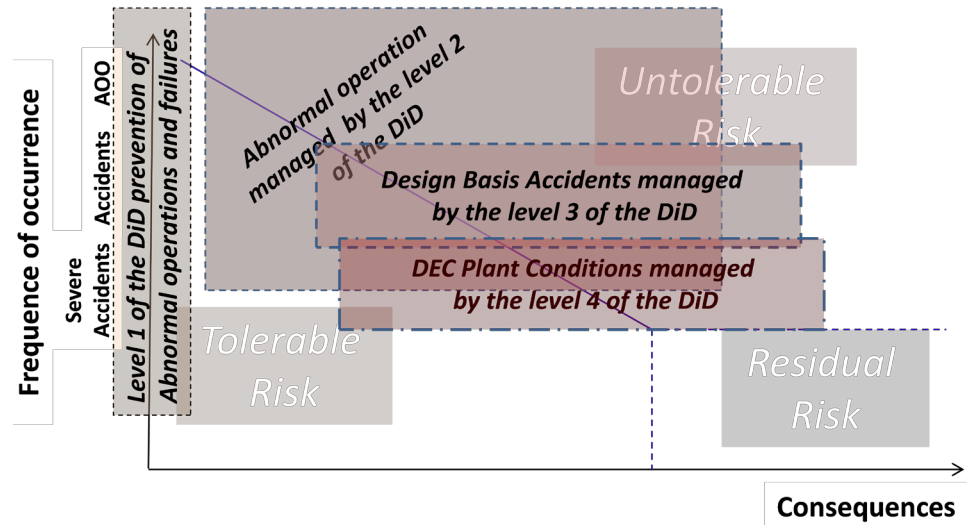 Frequence of occurrence
AOO
Accidents
Severe
Accidents
Level 1 of the DiD prevention of
Abnormal operations and failures
Abnormal operation
managed by the level 2
of the DiD
Untolerable
Risk
Design Basis Accidents managed
by the level 3 of the DiD
DEC Plant Conditions managed
by the level 4 of the DiD
Tolerable
Risk
Residual
Risk
Consequences